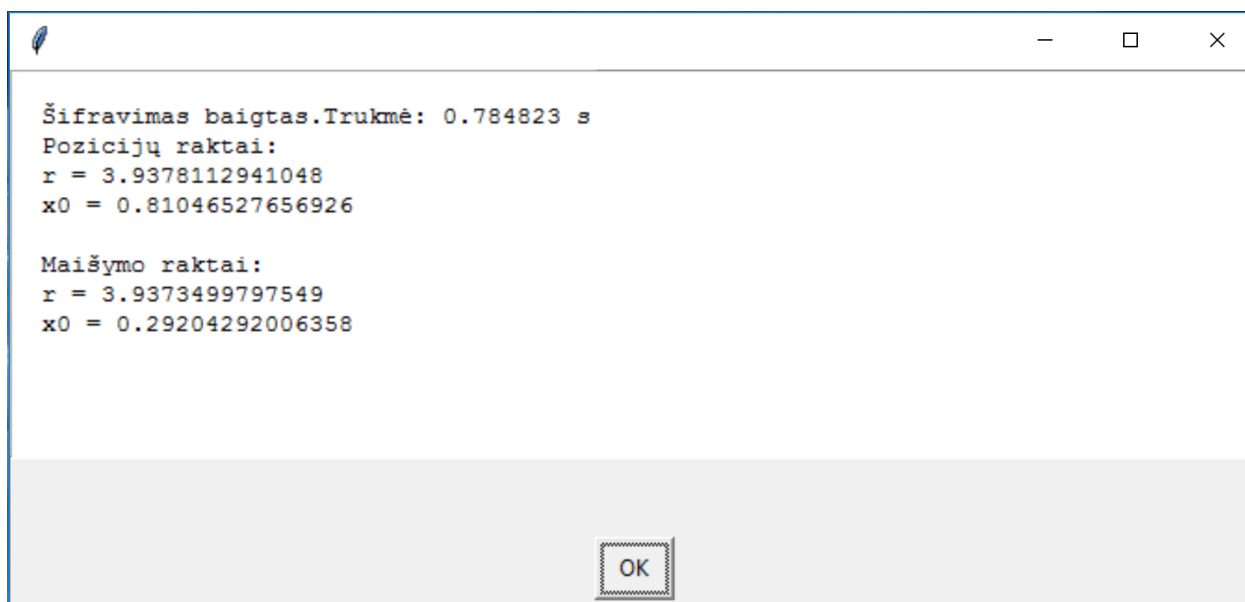 Šifravimas baigtas.Trukmė: 0.784823 s
Pozicijų raktai:
r = 3.9378112941048
x0 = 0.81046527656926
Maišymo raktai:
r = 3.9373499797549
x0 = 0.29204292006358
OK